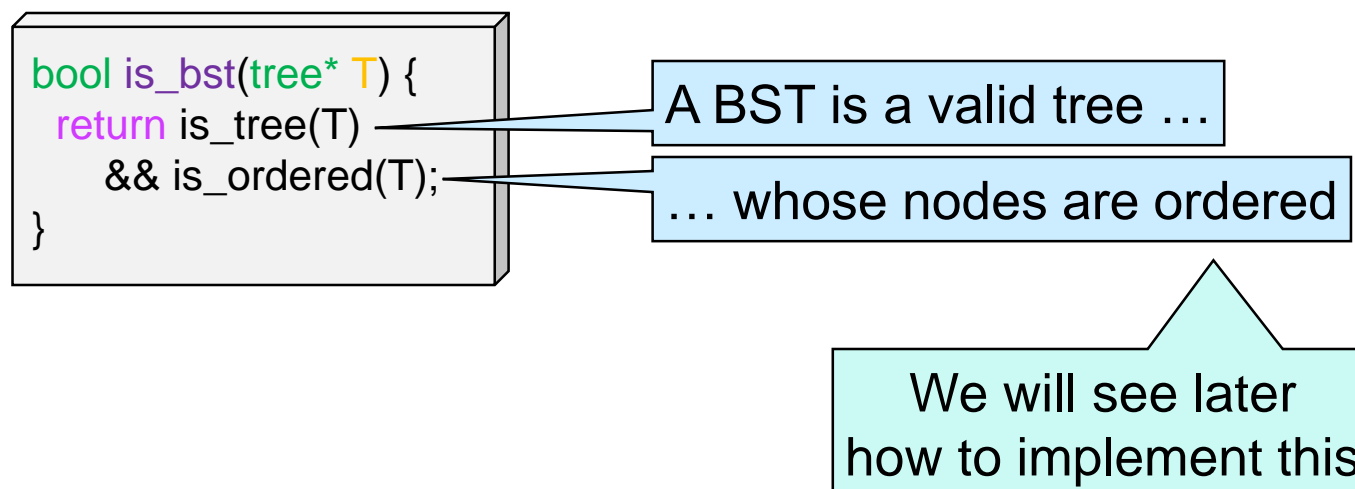 bool is_bst(tree* T) {
return is_tree(T)
&& is_ordered(T);
}
A BST is a valid tree …
… whose nodes are ordered
We will see later
how to implement this